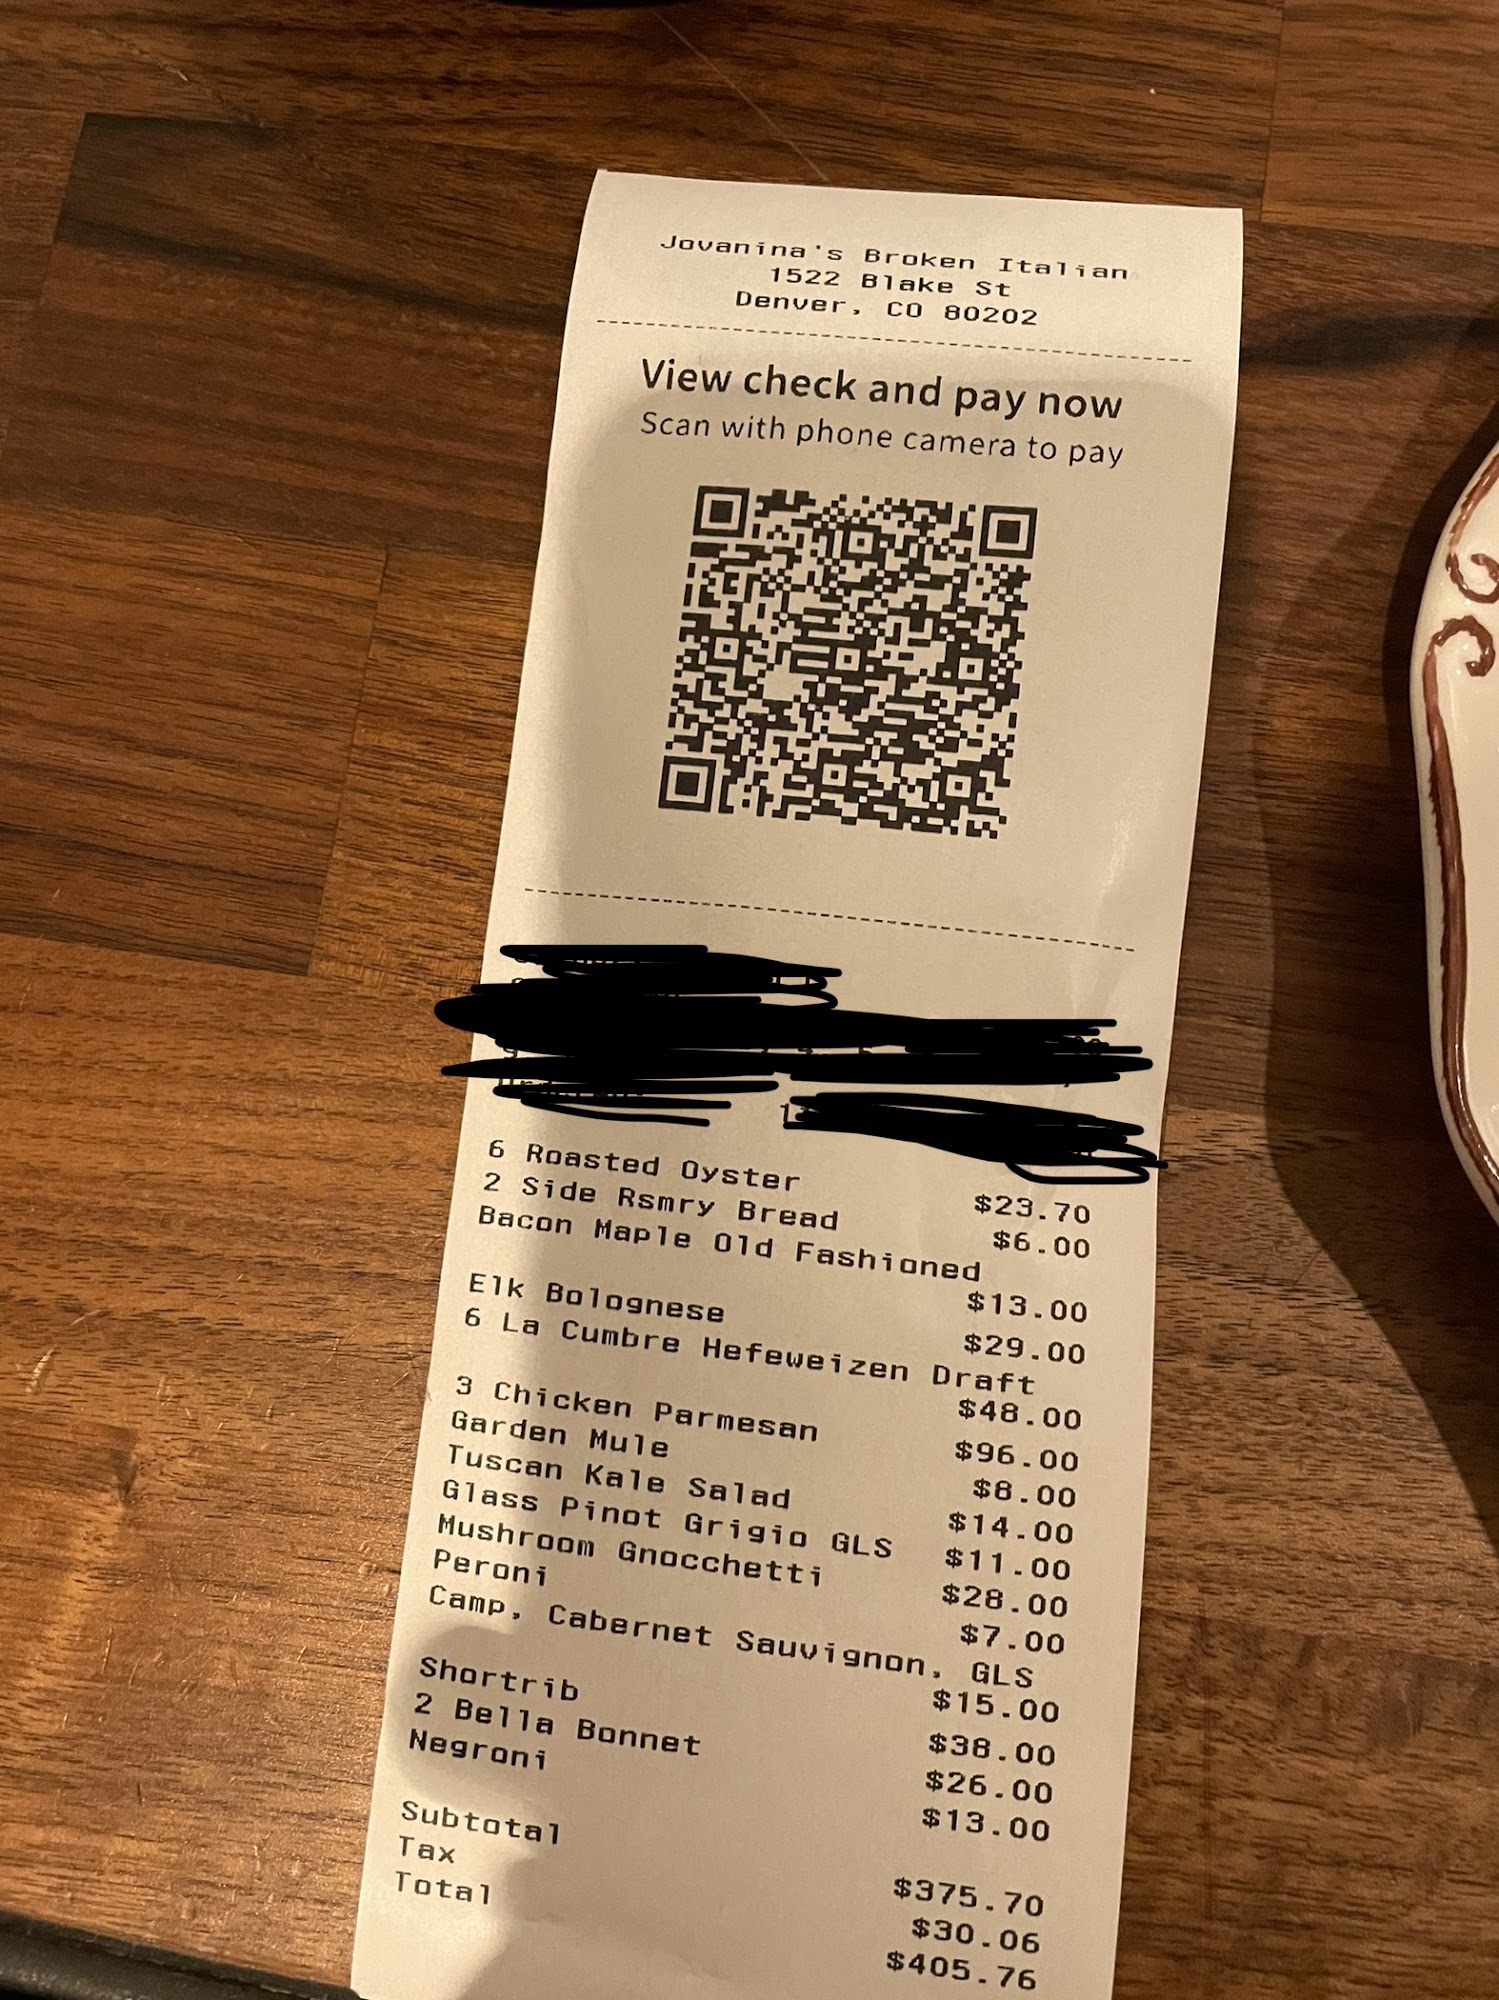 Jovanina's Broken Italian
1522 Blake St
Denver, CO 80202
View check and pay now
Scan with phone camera to pay
6 Roasted Oyster $23.70
2 Side Rsmry Bread $6.00
Bacon Maple Old Fashioned
$13.00
Elk Bolognese $29.00
6 La Cumbre Hefeweizen Draft
$48.00
3 Chicken Parmesan $96.00
Garden Mule $8.00
Tuscan Kale Salad $14.00
Glass Pinot Grigio GLS $11.00
Mushroom Gnocchetti $28.00
Peroni $7.00
Camp, Cabernet Sauvignon, GLS
$15.00
Shortrib $38.00
2 Bella Bonnet $26.00
Negroni $13.00
Subtotal $375.70
Tax $30.06
Total $405.76